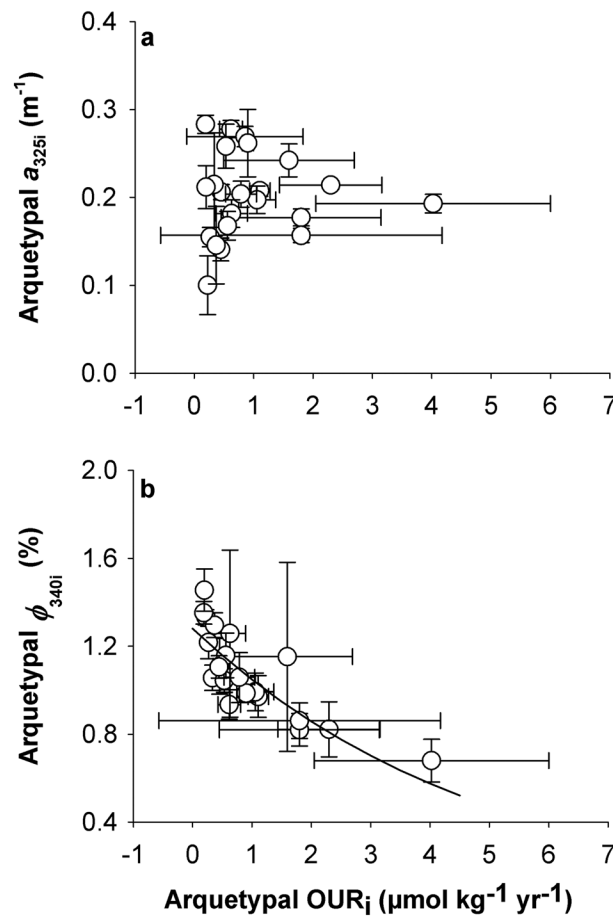 a
Arquetypal a325i (m-1)
0.4
0.3
0.2
0.1
0.0
-1 0 1 2 3 4 5 6 7
b
Arquetypal ϕ340i (%)
2.0
1.6
1.2
0.8
0.4
-1 0 1 2 3 4 5 6 7
Arquetypal OURi (μmol kg-1 yr-1)